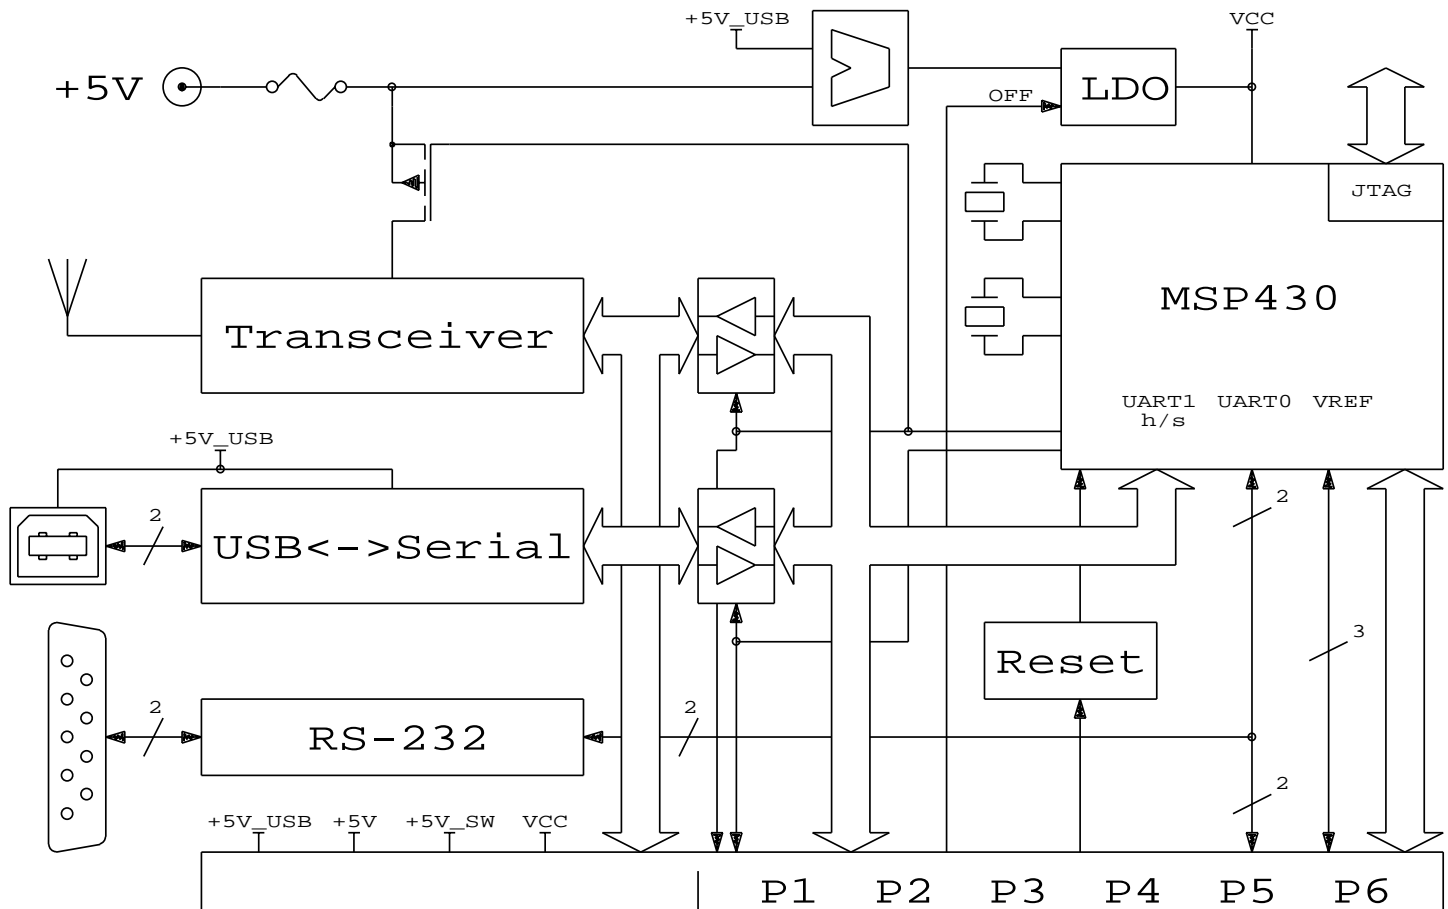 +5V_USB
VCC
+5V
OFF
LDO
JTAG
MSP430
Transceiver
UART1 UART0 VREF
h/s
+5V_USB
2
2
USB<->Serial
3
Reset
2
2
RS-232
2
+5V_USB +5V +5V_SW VCC
P1 P2 P3 P4 P5 P6